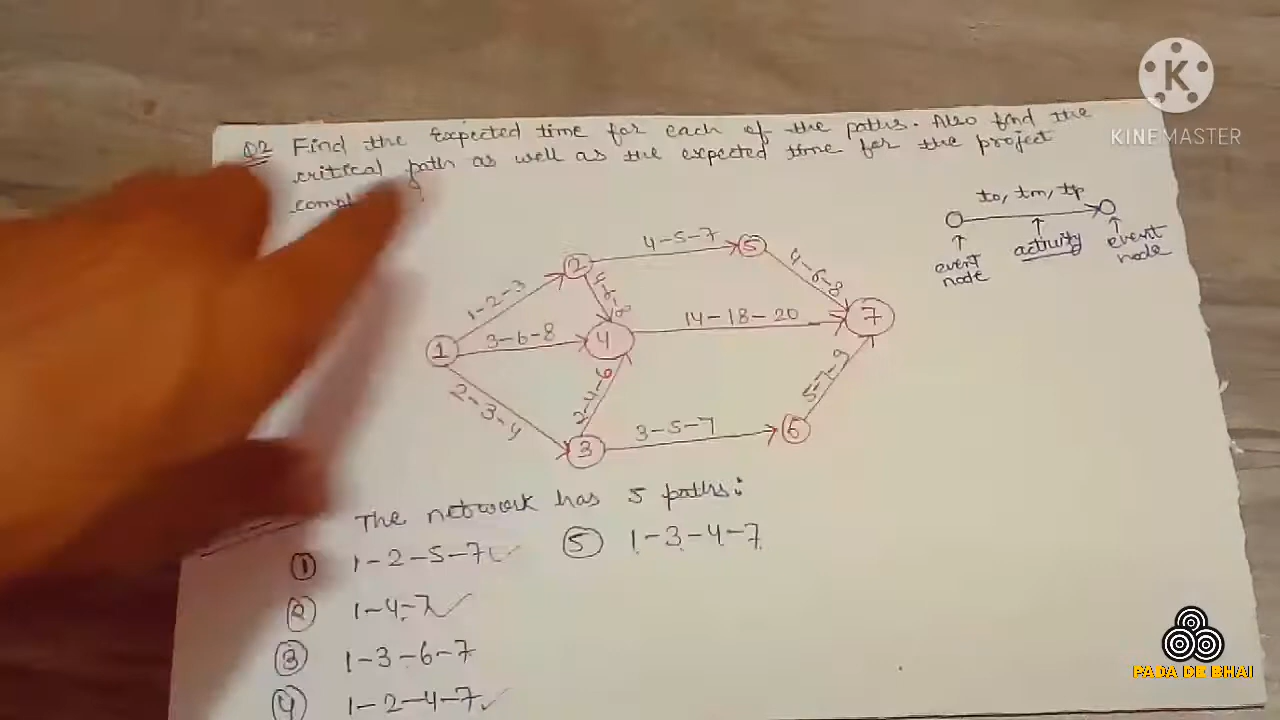 Q2 Find the Expected time for each of the paths. Also find the
critical path as well as the expected time for the project
to, tm, tp
event node
activity
event node
4-5-7
5
2
4-6-8
4-6-8
1-2-3
14-18-20
7
3-6-8
4
1
2-3-4
2-4-6
5-7-9
3-5-7
6
3
The network has 5 paths:
① 1-2-5-7 ✓
⑤ 1-3-4-7
② 1-4-7 ✓
③ 1-3-6-7
④ 1-2-4-7 ✓
K
KINEMASTER
PADA DE BHAI